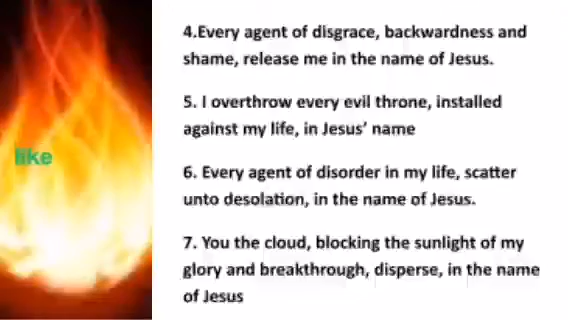 4.Every agent of disgrace, backwardness and
shame, release me in the name of Jesus.
5. I overthrow every evil throne, installed
against my life, in Jesus’ name
like
6. Every agent of disorder in my life, scatter
unto desolation, in the name of Jesus.
7. You the cloud, blocking the sunlight of my
glory and breakthrough, disperse, in the name
of Jesus